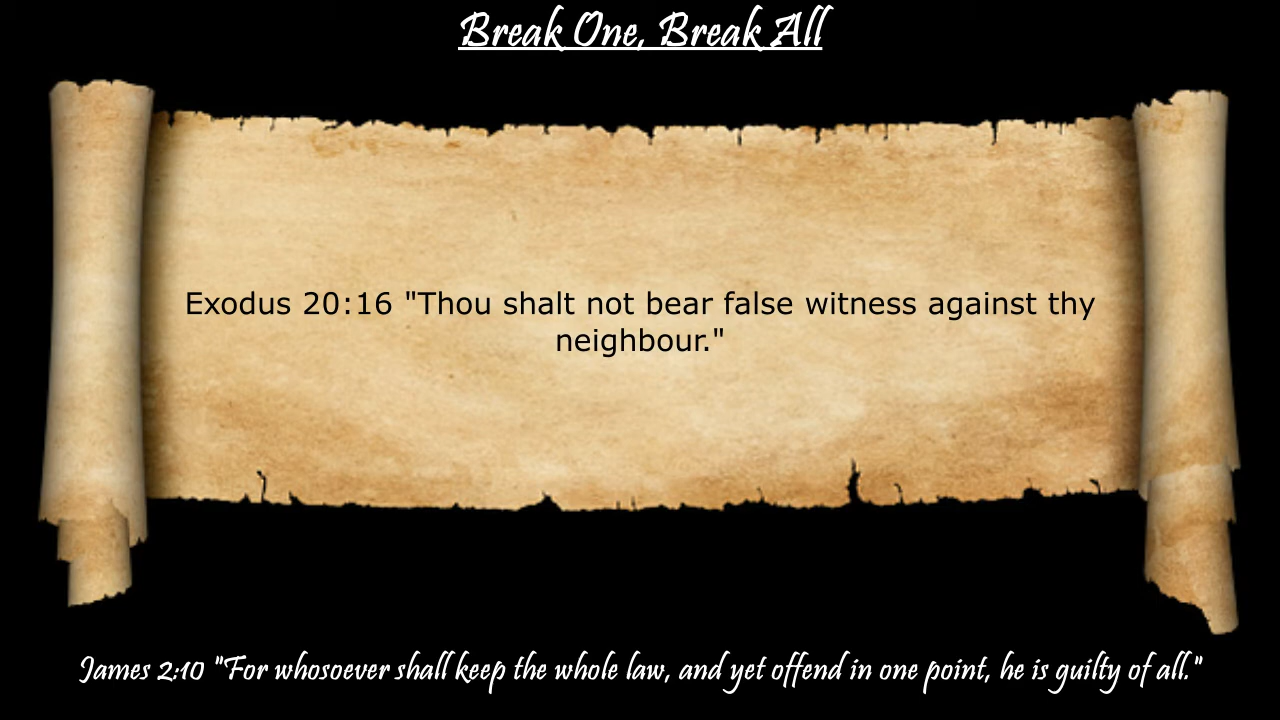 Break One, Break All
Exodus 20:16 "Thou shalt not bear false witness against thy
neighbour."
James 2:10 "For whosoever shall keep the whole law, and yet offend in one point, he is guilty of all."